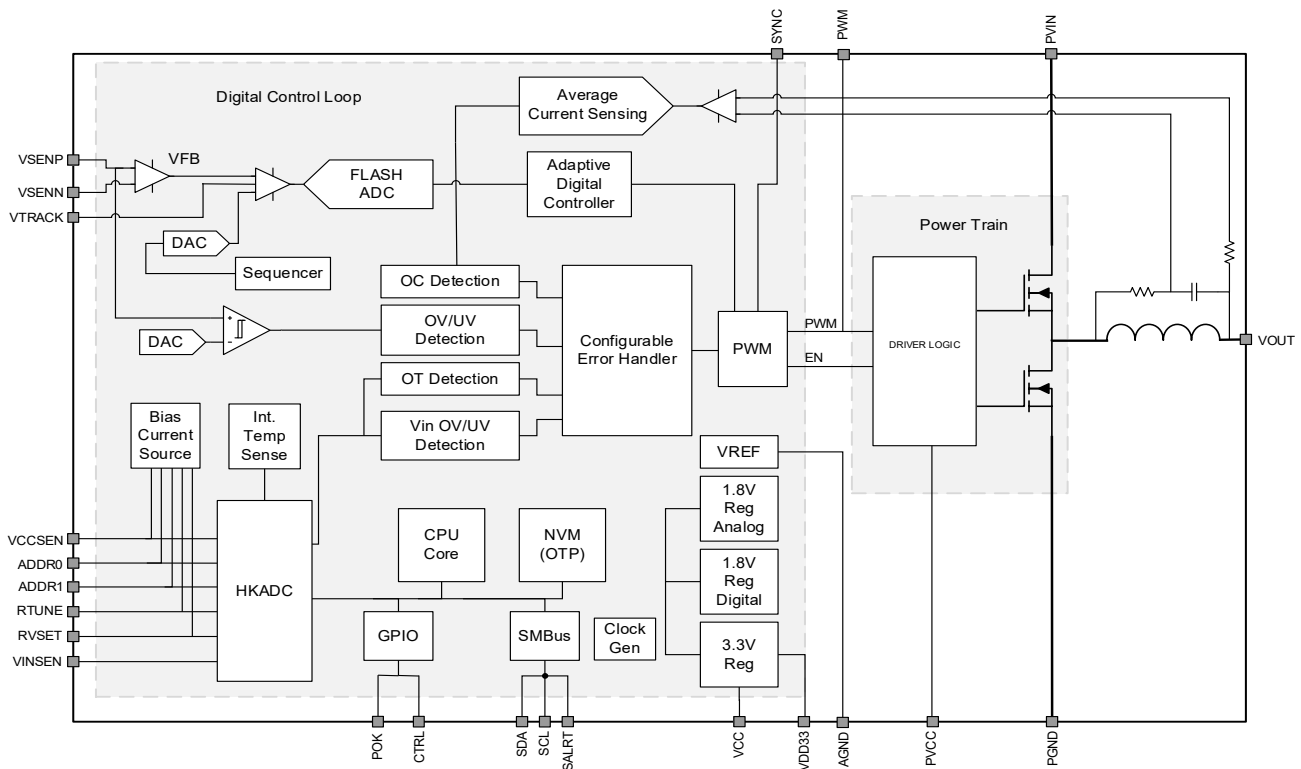 SYNC
PWM
PVIN
Digital Control Loop
Average
Current Sensing
VSENP
VSENN
VTRACK
VFB
FLASH
ADC
Adaptive
Digital
Controller
DAC
Sequencer
Power Train
OC Detection
OV/UV
Detection
OT Detection
Vin OV/UV
Detection
Configurable
Error Handler
PWM
PWM
EN
DRIVER LOGIC
VOUT
+
-
DAC
Bias
Current
Source
Int.
Temp
Sense
VREF
1.8V
Reg
Analog
1.8V
Reg
Digital
3.3V
Reg
VCCSEN
ADDR0
ADDR1
RTUNE
RVSET
VINSEN
HKADC
CPU
Core
NVM
(OTP)
GPIO
SMBus
Clock
Gen
POK
CTRL
SDA
SCL
SALRT
VCC
VDD33
AGND
PVCC
PGND